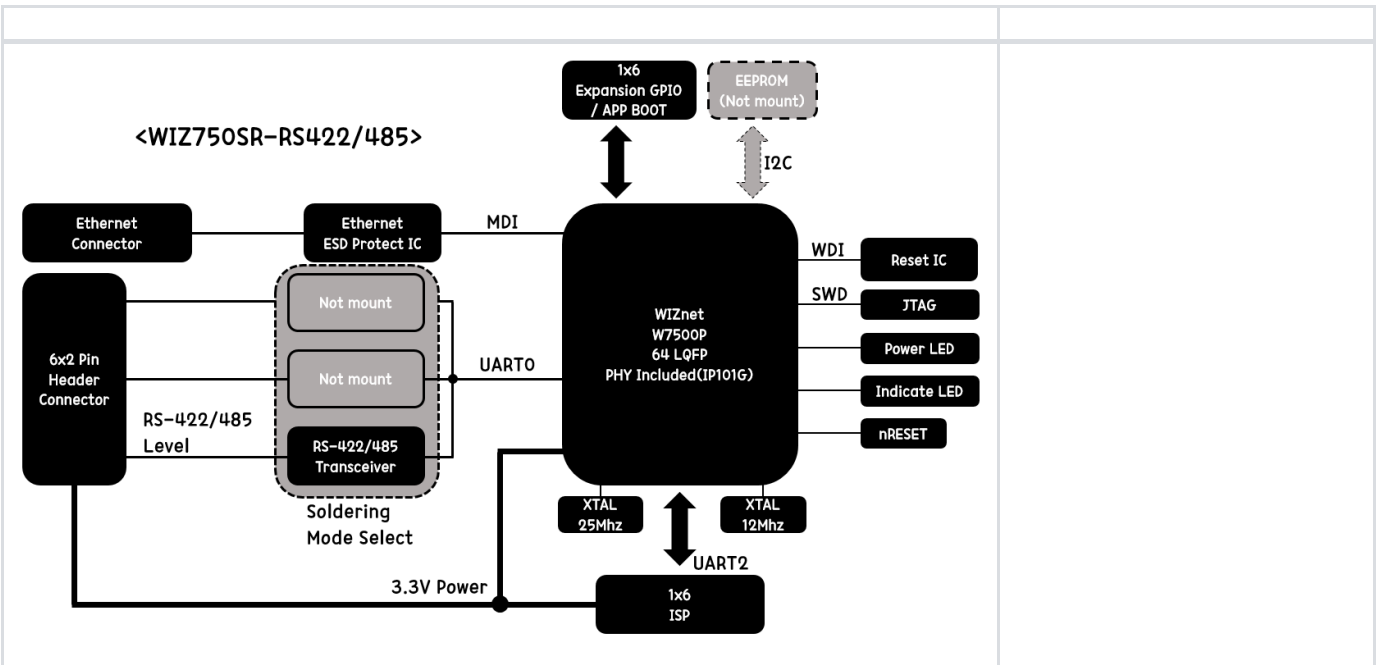 1x6
Expansion GPIO
/ APP BOOT
EEPROM
(Not mount)
<WIZ750SR-RS422/485>
I2C
Ethernet
Connector
Ethernet
ESD Protect IC
MDI
WDI
Reset IC
SWD
JTAG
Not mount
WIZnet
W7500P
64 LQFP
PHY Included(IP101G)
Power LED
6x2 Pin
Header
Connector
Not mount
UART0
Indicate LED
RS-422/485
Level
RS-422/485
Transceiver
nRESET
Soldering
Mode Select
XTAL
25Mhz
XTAL
12Mhz
UART2
3.3V Power
1x6
ISP